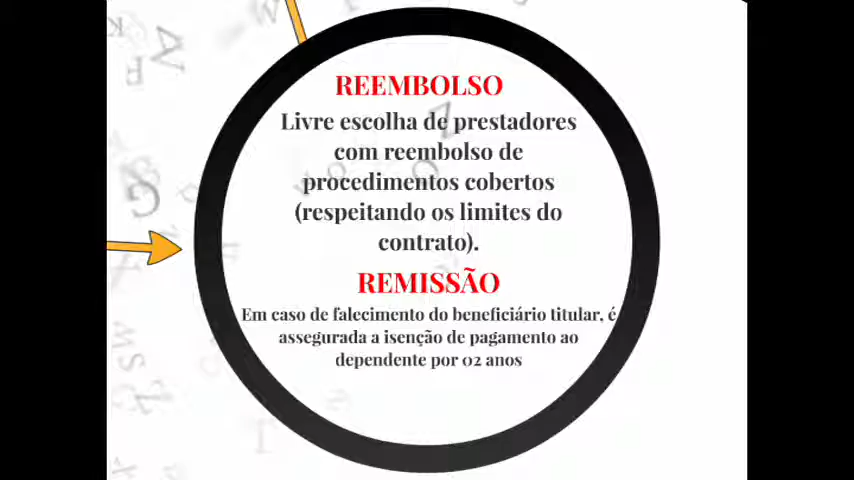 REEMBOLSO
Livre escolha de prestadores
com reembolso de
procedimentos cobertos
(respeitando os limites do
contrato).
REMISSÃO
Em caso de falecimento do beneficiário titular, é
assegurada a isenção de pagamento ao
dependente por 02 anos